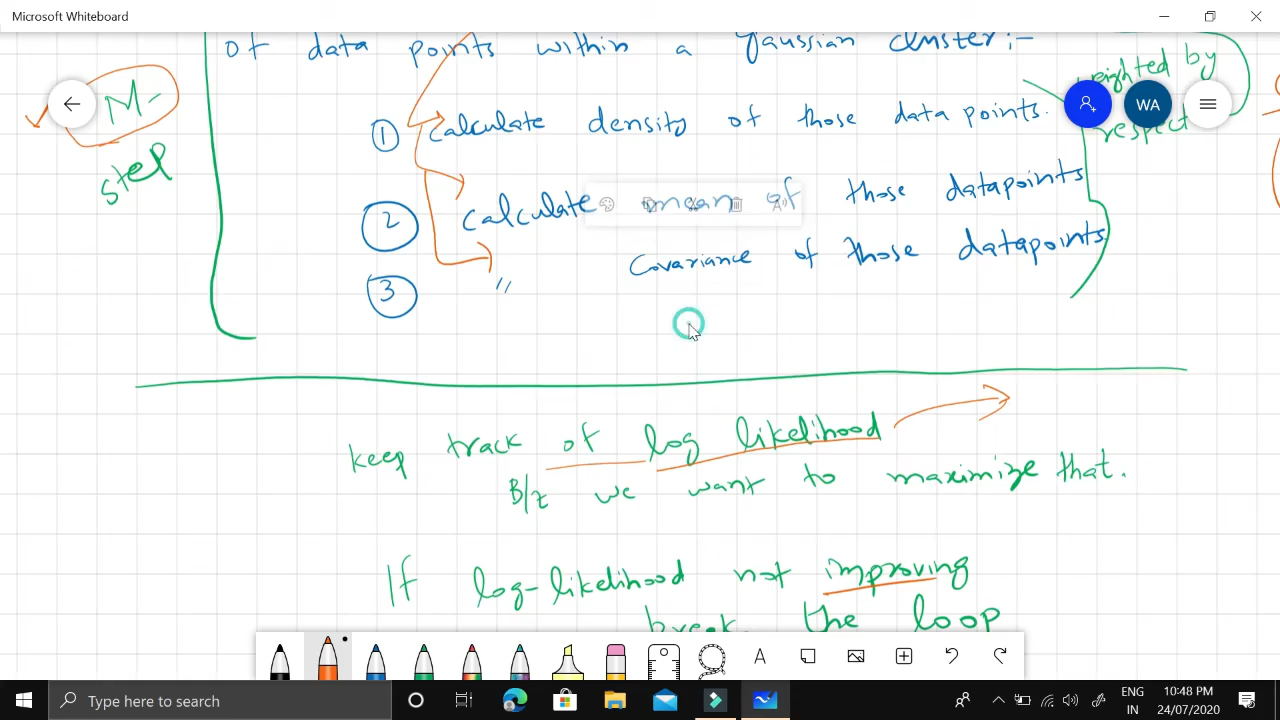 Microsoft Whiteboard
of data points within a Gaussian cluster :-
M-
step
weighted by
respect
WA
① Calculate density of those data points.
② Calculate mean of those datapoints
③ " Covariance of those datapoints
keep track of log likelihood
B/z we want to maximize that.
If log-likelihood not improving
break the loop
Type here to search
ENG
IN
10:48 PM
24/07/2020